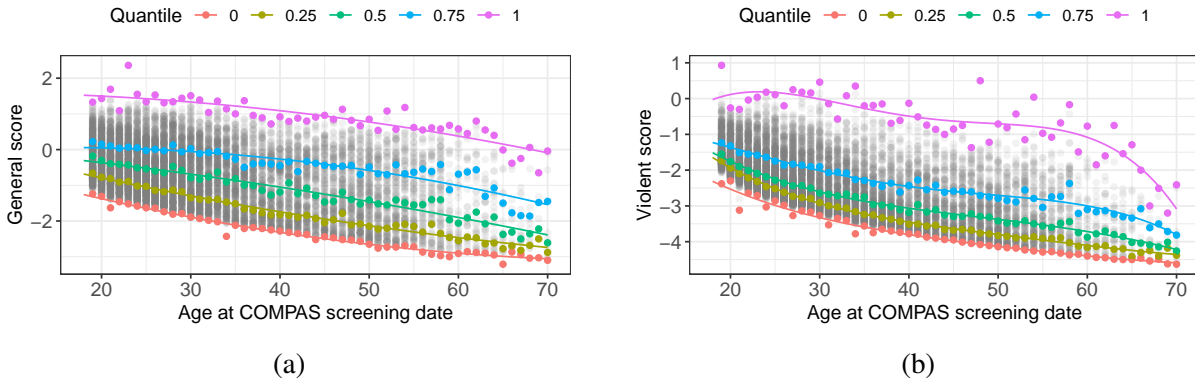 Quantile 0 0.25 0.5 0.75 1
General score
2
0
−2
20 30 40 50 60 70
Age at COMPAS screening date
(a)
Quantile 0 0.25 0.5 0.75 1
Violent score
1
0
−1
−2
−3
−4
20 30 40 50 60 70
Age at COMPAS screening date
(b)